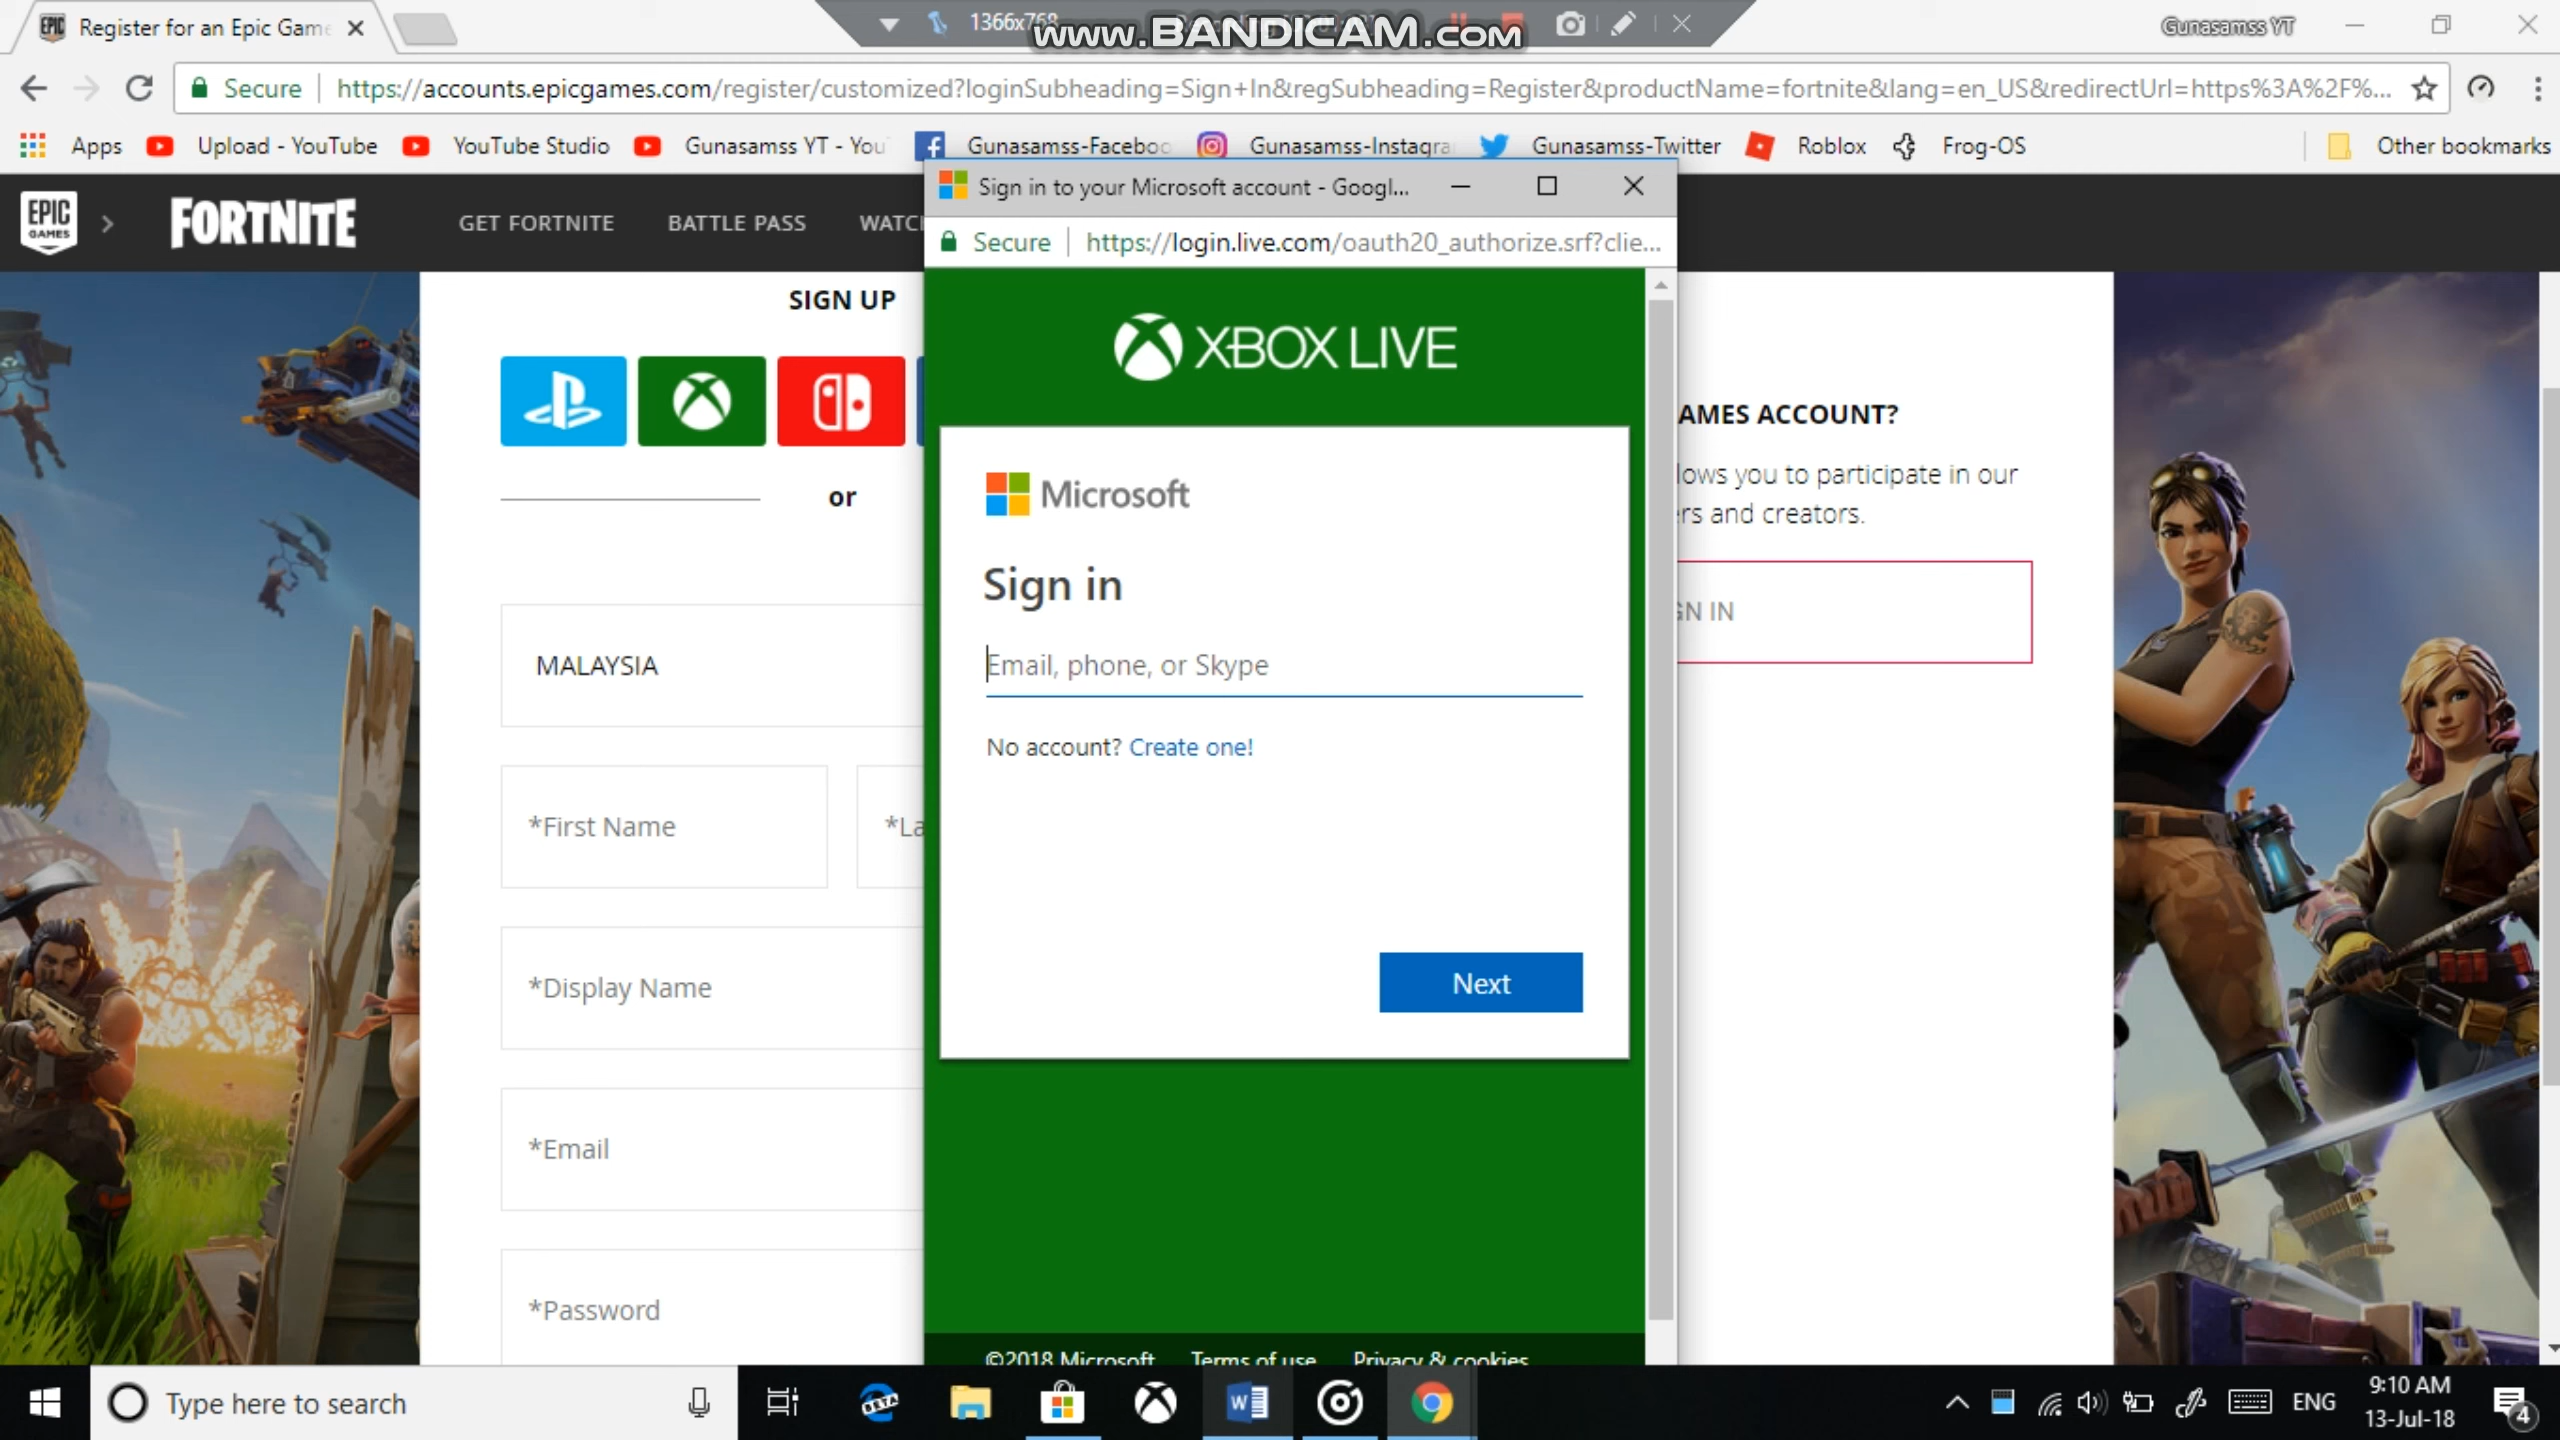 Register for an Epic Game
1366x768
www.BANDICAM.com
Gunasamss YT
Secure
https://accounts.epicgames.com/register/customized?loginSubheading=Sign+In&regSubheading=Register&productName=fortnite&lang=en_US&redirectUrl=https%3A%2F%...
Apps
Upload - YouTube
YouTube Studio
Gunasamss YT - You
Gunasamss-Faceboo
Gunasamss-Instagra
Gunasamss-Twitter
Roblox
Frog-OS
Other bookmarks
EPIC GAMES
FORTNITE
GET FORTNITE
BATTLE PASS
WATC
Sign in to your Microsoft account - Googl...
Secure
https://login.live.com/oauth20_authorize.srf?clie...
SIGN UP
or
MALAYSIA
*First Name
*La
*Display Name
*Email
*Password
XBOX LIVE
Microsoft
Sign in
Email, phone, or Skype
No account? Create one!
Next
©2018 Microsoft
Terms of use
Privacy & cookies
AMES ACCOUNT?
lows you to participate in our
rs and creators.
GN IN
Type here to search
BETA
W
ENG
9:10 AM
13-Jul-18
4